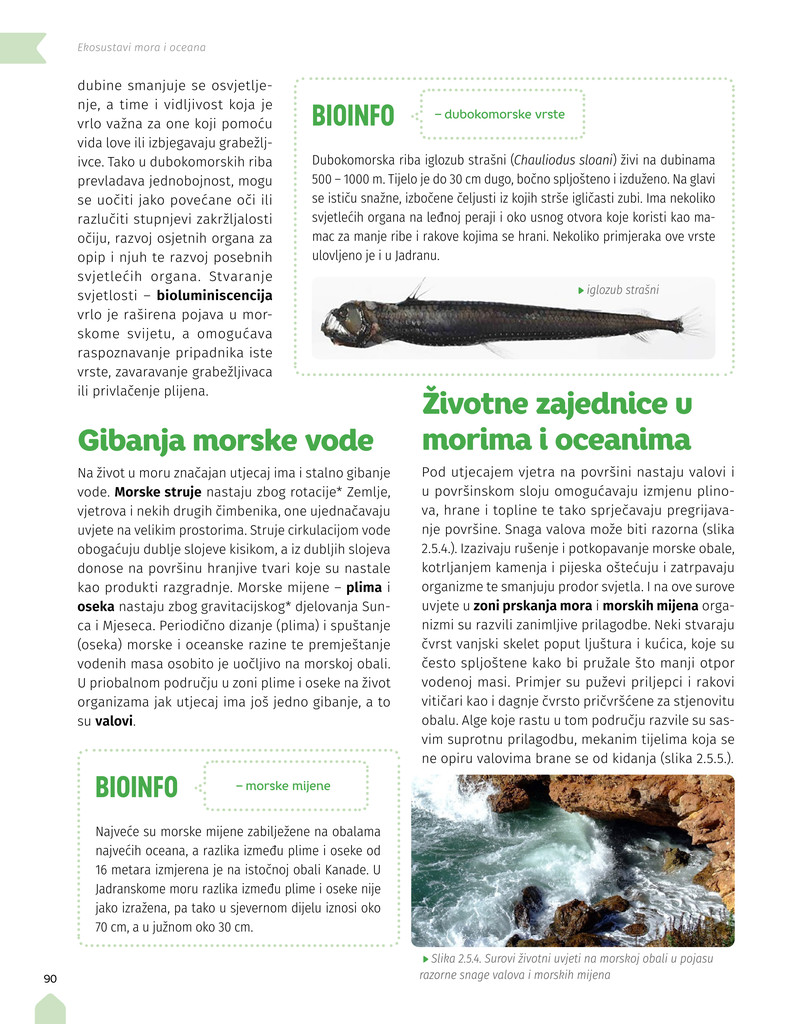 Ekosustavi mora i oceana
dubine smanjuje se osvjetlje-
nje, a time i vidljivost koja je
vrlo važna za one koji pomoću
vida love ili izbjegavaju grabežlj-
ivce. Tako u dubokomorskih riba
prevladava jednobojnost, mogu
se uočiti jako povećane oči ili
razlučiti stupnjevi zakržljalosti
očiju, razvoj osjetnih organa za
opip i njuh te razvoj posebnih
svjetlećih organa. Stvaranje
svjetlosti – bioluminiscencija
vrlo je raširena pojava u mor-
skome svijetu, a omogućava
raspoznavanje pripadnika iste
vrste, zavaravanje grabežljivaca
ili privlačenje plijena.
BIOINFO
– dubokomorske vrste
Dubokomorska riba iglozub strašni (Chauliodus sloani) živi na dubinama
500 – 1000 m. Tijelo je do 30 cm dugo, bočno spljošteno i izduženo. Na glavi
se ističu snažne, izbočene čeljusti iz kojih strše igličasti zubi. Ima nekoliko
svjetlećih organa na leđnoj peraji i oko usnog otvora koje koristi kao ma-
mac za manje ribe i rakove kojima se hrani. Nekoliko primjeraka ove vrste
ulovljeno je i u Jadranu.
iglozub strašni
Gibanja morske vode
Na život u moru značajan utjecaj ima i stalno gibanje
vode. Morske struje nastaju zbog rotacije* Zemlje,
vjetrova i nekih drugih čimbenika, one ujednačavaju
uvjete na velikim prostorima. Struje cirkulacijom vode
obogaćuju dublje slojeve kisikom, a iz dubljih slojeva
donose na površinu hranjive tvari koje su nastale
kao produkti razgradnje. Morske mijene – plima i
oseka nastaju zbog gravitacijskog* djelovanja Sun-
ca i Mjeseca. Periodično dizanje (plima) i spuštanje
(oseka) morske i oceanske razine te premještanje
vodenih masa osobito je uočljivo na morskoj obali.
U priobalnom području u zoni plime i oseke na život
organizama jak utjecaj ima još jedno gibanje, a to
su valovi.
BIOINFO
– morske mijene
Najveće su morske mijene zabilježene na obalama
najvećih oceana, a razlika između plime i oseke od
16 metara izmjerena je na istočnoj obali Kanade. U
Jadranskome moru razlika između plime i oseke nije
jako izražena, pa tako u sjevernom dijelu iznosi oko
70 cm, a u južnom oko 30 cm.
Životne zajednice u
morima i oceanima
Pod utjecajem vjetra na površini nastaju valovi i
u površinskom sloju omogućavaju izmjenu plino-
va, hrane i topline te tako sprječavaju pregrijava-
nje površine. Snaga valova može biti razorna (slika
2.5.4.). Izazivaju rušenje i potkopavanje morske obale,
kotrljanjem kamenja i pijeska oštećuju i zatrpavaju
organizme te smanjuju prodor svjetla. I na ove surove
uvjete u zoni prskanja mora i morskih mijena orga-
nizmi su razvili zanimljive prilagodbe. Neki stvaraju
čvrst vanjski skelet poput ljuštura i kućica, koje su
često spljoštene kako bi pružale što manji otpor
vodenoj masi. Primjer su puževi priljepci i rakovi
vitičari kao i dagnje čvrsto pričvršćene za stjenovitu
obalu. Alge koje rastu u tom području razvile su sas-
vim suprotnu prilagodbu, mekanim tijelima koja se
ne opiru valovima brane se od kidanja (slika 2.5.5.).
Slika 2.5.4. Surovi životni uvjeti na morskoj obali u pojasu
razorne snage valova i morskih mijena
90